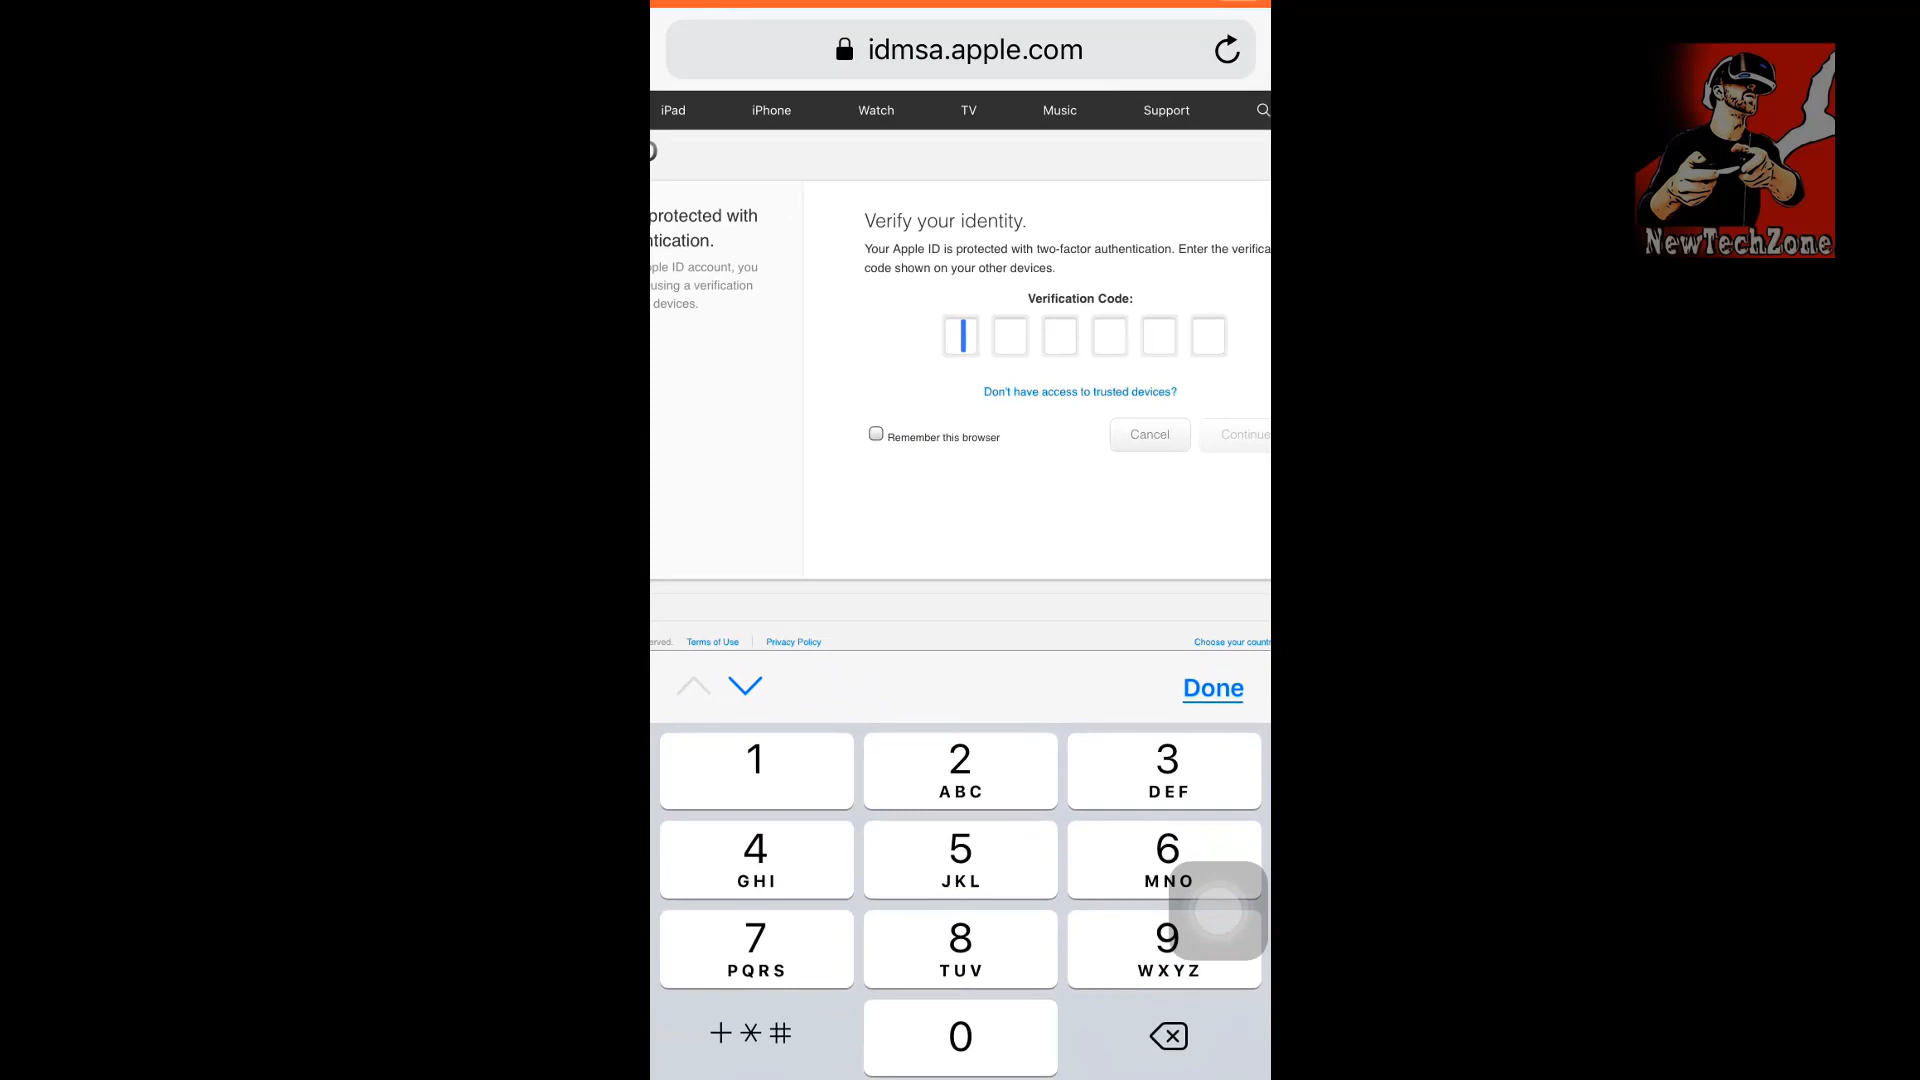 idmsa.apple.com
iPad iPhone Watch TV Music Support
protected with
tication.
ple ID account, you
using a verification
devices.
Verify your identity.
Your Apple ID is protected with two-factor authentication. Enter the verifica
code shown on your other devices.
Verification Code:
Don't have access to trusted devices?
Remember this browser
Cancel
Continue
erved. Terms of Use Privacy Policy Choose your countr
Done
1
2
ABC
3
DEF
4
GHI
5
JKL
6
MNO
7
PQRS
8
TUV
9
WXYZ
+*#
0
NewTechZone